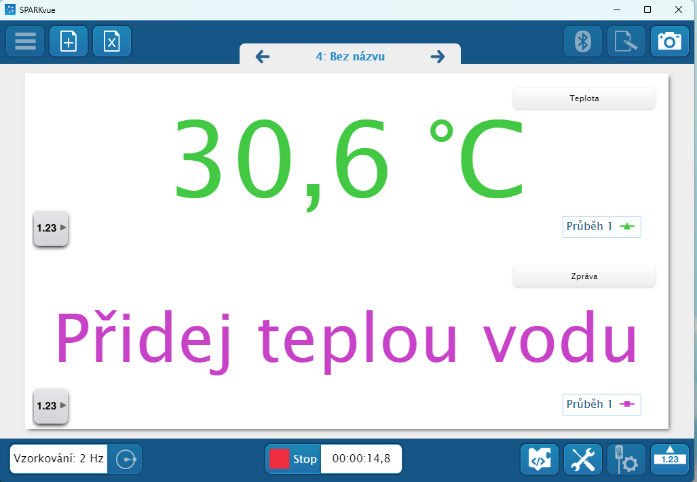 SPARKvue
4: Bez názvu
Teplota
30,6 °C
1.23
Průběh 1
Zpráva
Přidej teplou vodu
1.23
Průběh 1
Vzorkování: 2 Hz
Stop
00:00:14,8
1.23